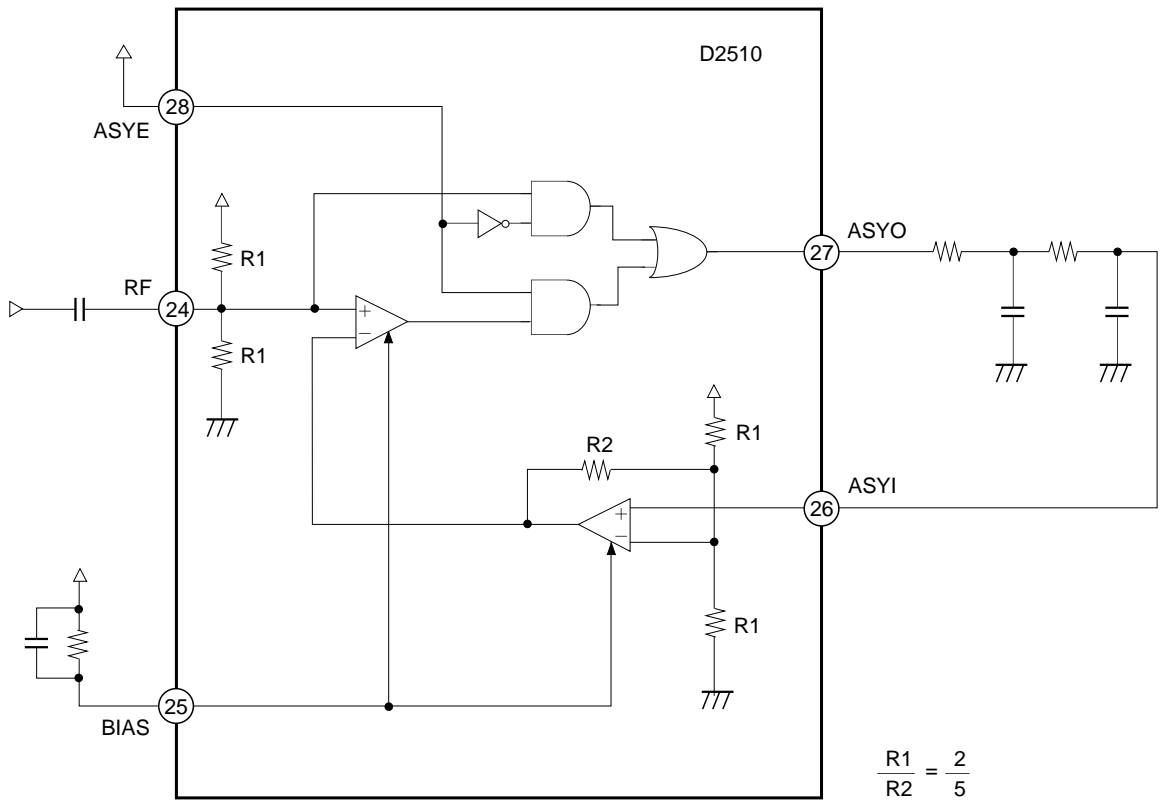 D2510
28
ASYE
R1
ASYO
27
RF
24
+
−
R1
R1
R2
ASYI
26
+
−
R1
25
BIAS
R1 = 2
R2 5